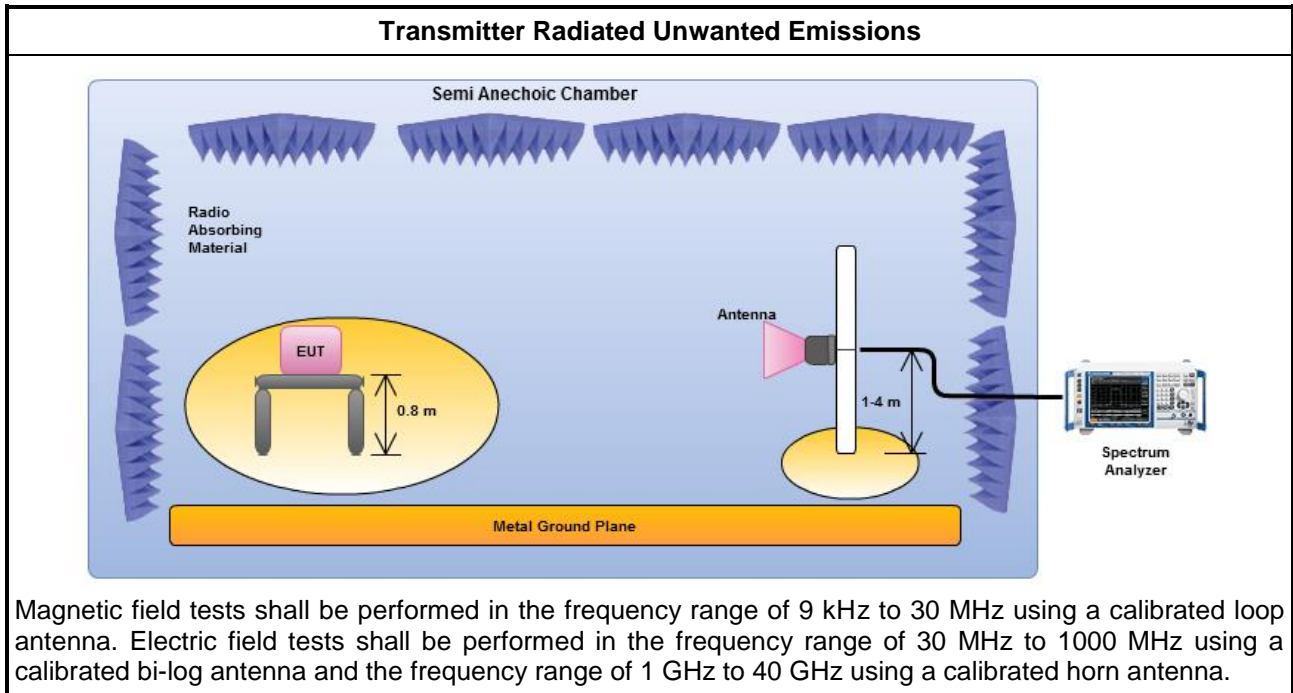 Transmitter Radiated Unwanted Emissions
Semi Anechoic Chamber
Radio
Absorbing
Material
Antenna
EUT
0.8 m
1-4 m
Spectrum
Analyzer
Metal Ground Plane
Magnetic field tests shall be performed in the frequency range of 9 kHz to 30 MHz using a calibrated loop
antenna. Electric field tests shall be performed in the frequency range of 30 MHz to 1000 MHz using a
calibrated bi-log antenna and the frequency range of 1 GHz to 40 GHz using a calibrated horn antenna.